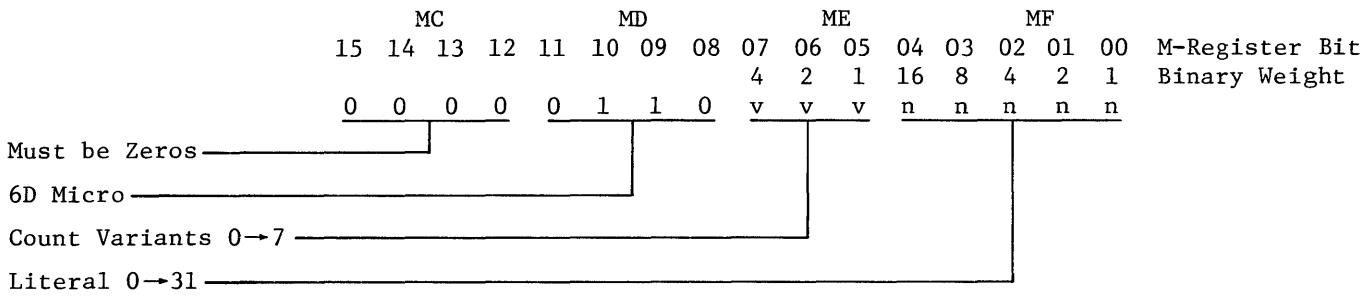 MC MD ME MF
15 14 13 12 11 10 09 08 07 06 05 04 03 02 01 00 M-Register Bit
4 2 1 16 8 4 2 1 Binary Weight
0 0 0 0 0 1 1 0 v v v n n n n n
Must be Zeros
6D Micro
Count Variants 0→7
Literal 0→31